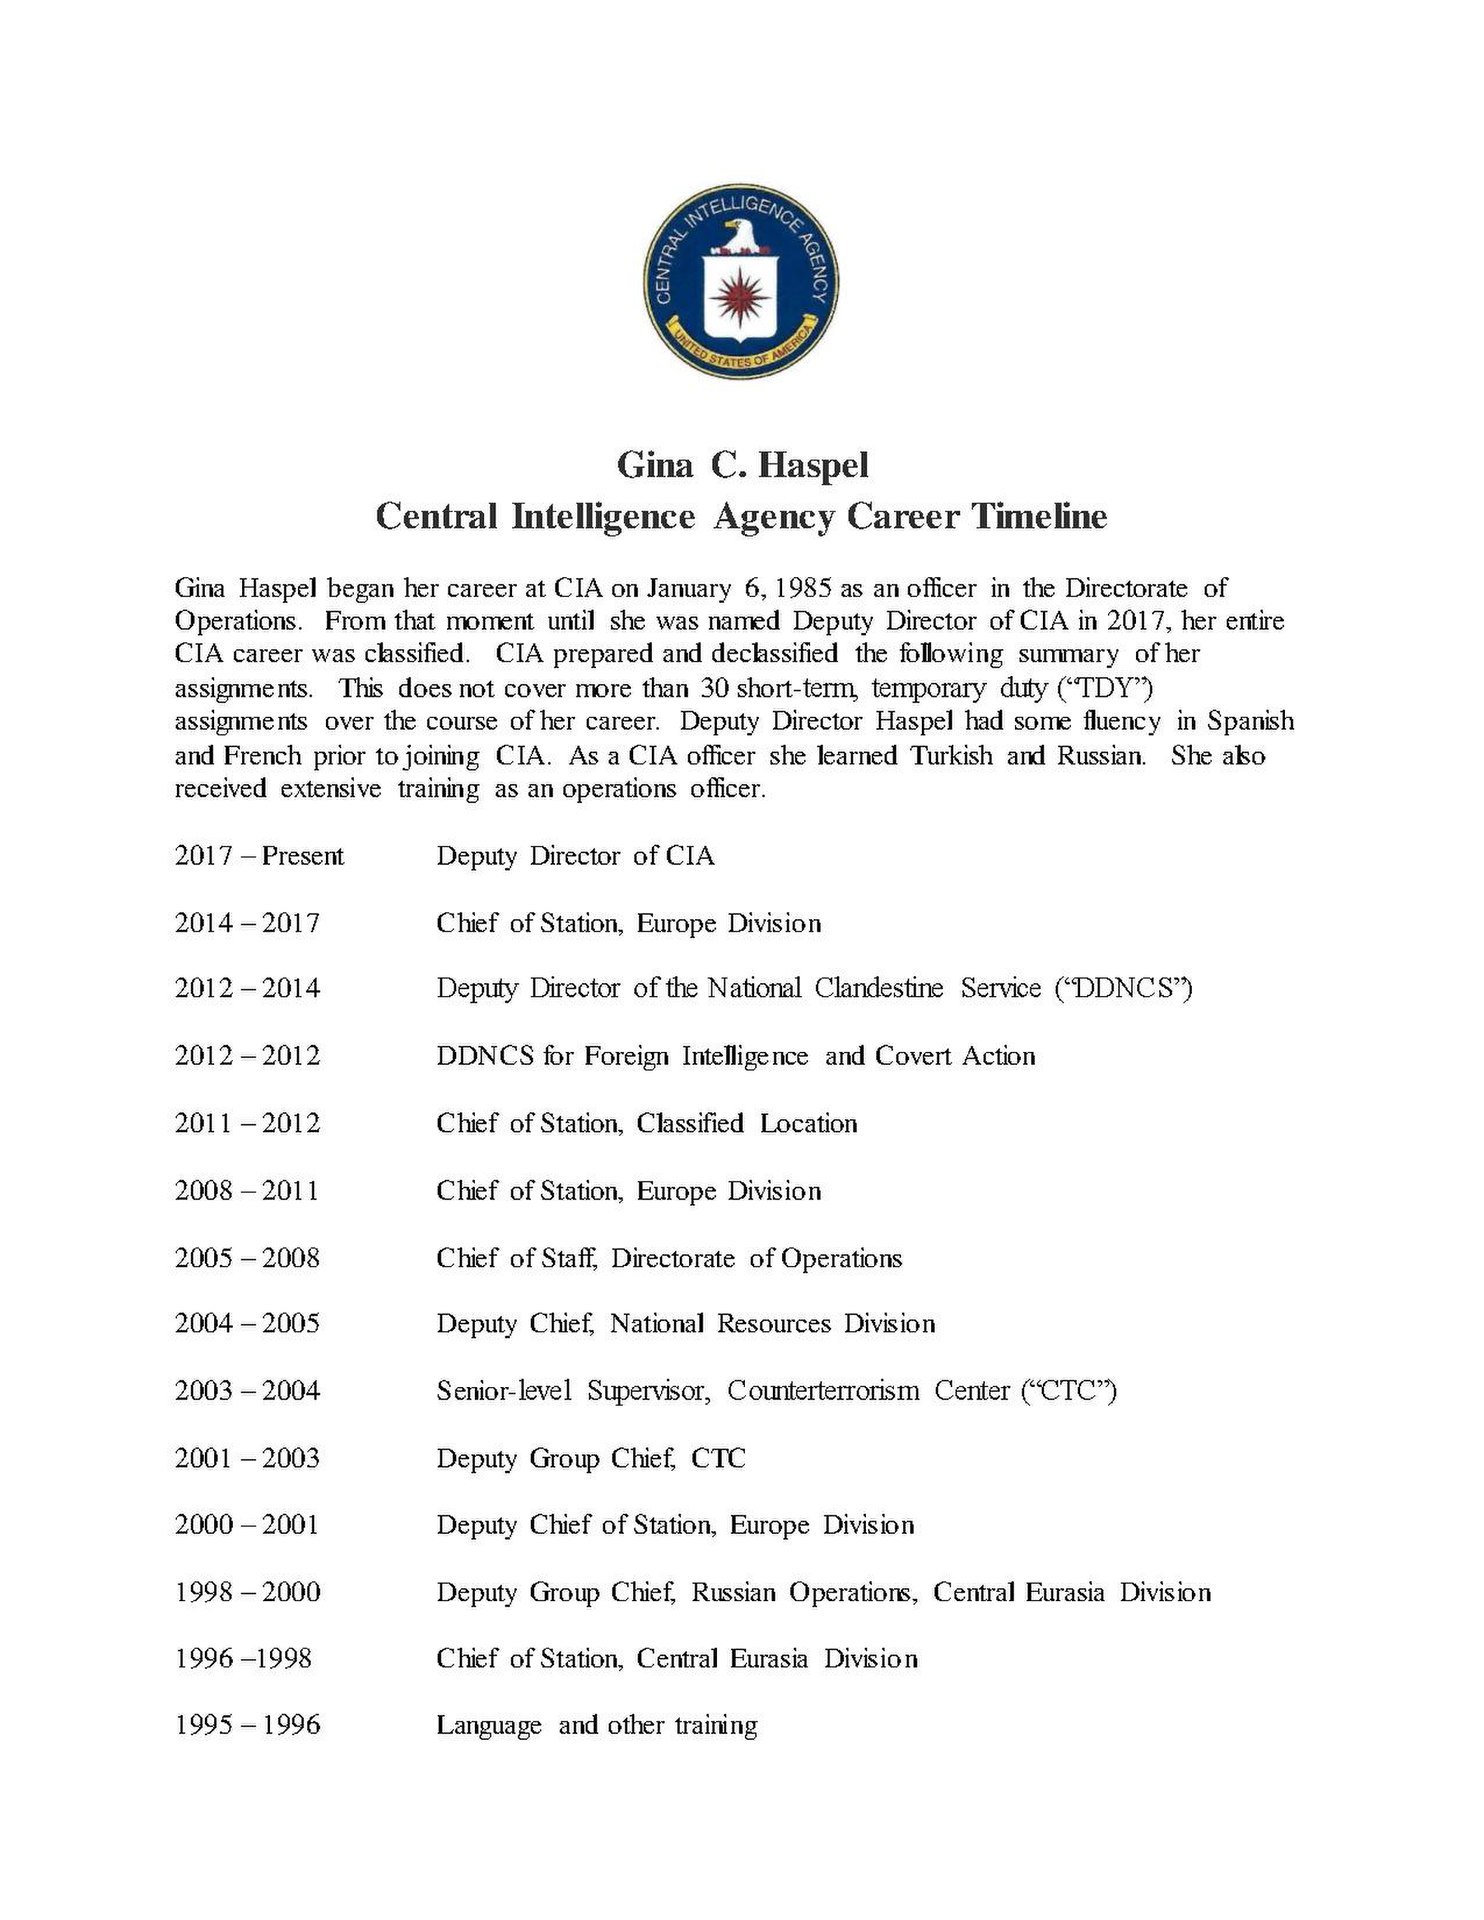 CENTRAL INTELLIGENCE AGENCY
UNITED STATES OF AMERICA
Gina C. Haspel
Central Intelligence Agency Career Timeline
Gina Haspel began her career at CIA on January 6, 1985 as an officer in the Directorate of
Operations. From that moment until she was named Deputy Director of CIA in 2017, her entire
CIA career was classified. CIA prepared and declassified the following summary of her
assignments. This does not cover more than 30 short-term, temporary duty (“TDY”)
assignments over the course of her career. Deputy Director Haspel had some fluency in Spanish
and French prior to joining CIA. As a CIA officer she learned Turkish and Russian. She also
received extensive training as an operations officer.
2017 – Present Deputy Director of CIA
2014 – 2017 Chief of Station, Europe Division
2012 – 2014 Deputy Director of the National Clandestine Service (“DDNCS”)
2012 – 2012 DDNCS for Foreign Intelligence and Covert Action
2011 – 2012 Chief of Station, Classified Location
2008 – 2011 Chief of Station, Europe Division
2005 – 2008 Chief of Staff, Directorate of Operations
2004 – 2005 Deputy Chief, National Resources Division
2003 – 2004 Senior-level Supervisor, Counterterrorism Center (“CTC”)
2001 – 2003 Deputy Group Chief, CTC
2000 – 2001 Deputy Chief of Station, Europe Division
1998 – 2000 Deputy Group Chief, Russian Operations, Central Eurasia Division
1996 –1998 Chief of Station, Central Eurasia Division
1995 – 1996 Language and other training